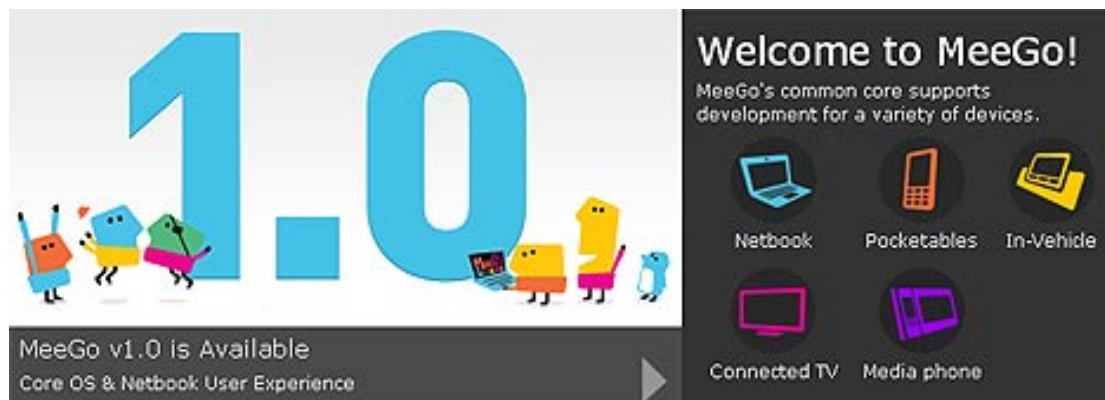 1.0
MeeGo
MeeGo v1.0 is Available
Core OS & Netbook User Experience
Welcome to MeeGo!
MeeGo's common core supports
development for a variety of devices.
Netbook
Pocketables
In-Vehicle
Connected TV
Media phone